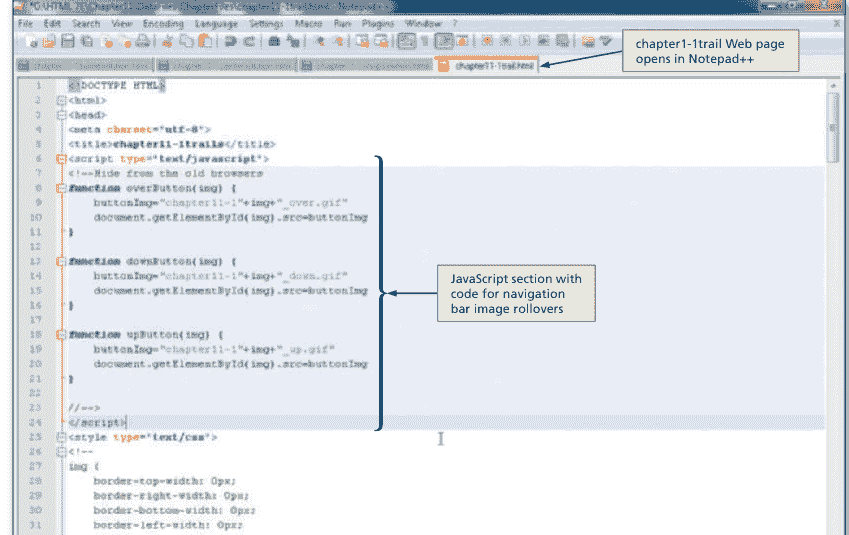 File Edit Search View Encoding Language Settings Macro Run Plugins Window ?
chapter11-1trail.html
chapter1-1trail Web page
opens in Notepad++
1 <!DOCTYPE HTML>
2 <html>
3 <head>
4 <meta charset="utf-8">
5 <title>chapter11-1trails</title>
6 <script type="text/javascript">
7 <!--Hide from the old browsers
8 function overButton(img) {
9 buttonImg="chapter11-1"+img+"_over.gif"
10 document.getElementById(img).src=buttonImg
11 }
12
13 function downButton(img) {
14 buttonImg="chapter11-1"+img+"_down.gif"
15 document.getElementById(img).src=buttonImg
16 }
17
18 function upButton(img) {
19 buttonImg="chapter11-1"+img+"_up.gif"
20 document.getElementById(img).src=buttonImg
21 }
22
23 //-->
24 </script>
25 <style type="text/css">
26 <!--
27 img {
28 border-top-width: 0px;
29 border-right-width: 0px;
30 border-bottom-width: 0px;
31 border-left-width: 0px;
JavaScript section with
code for navigation
bar image rollovers